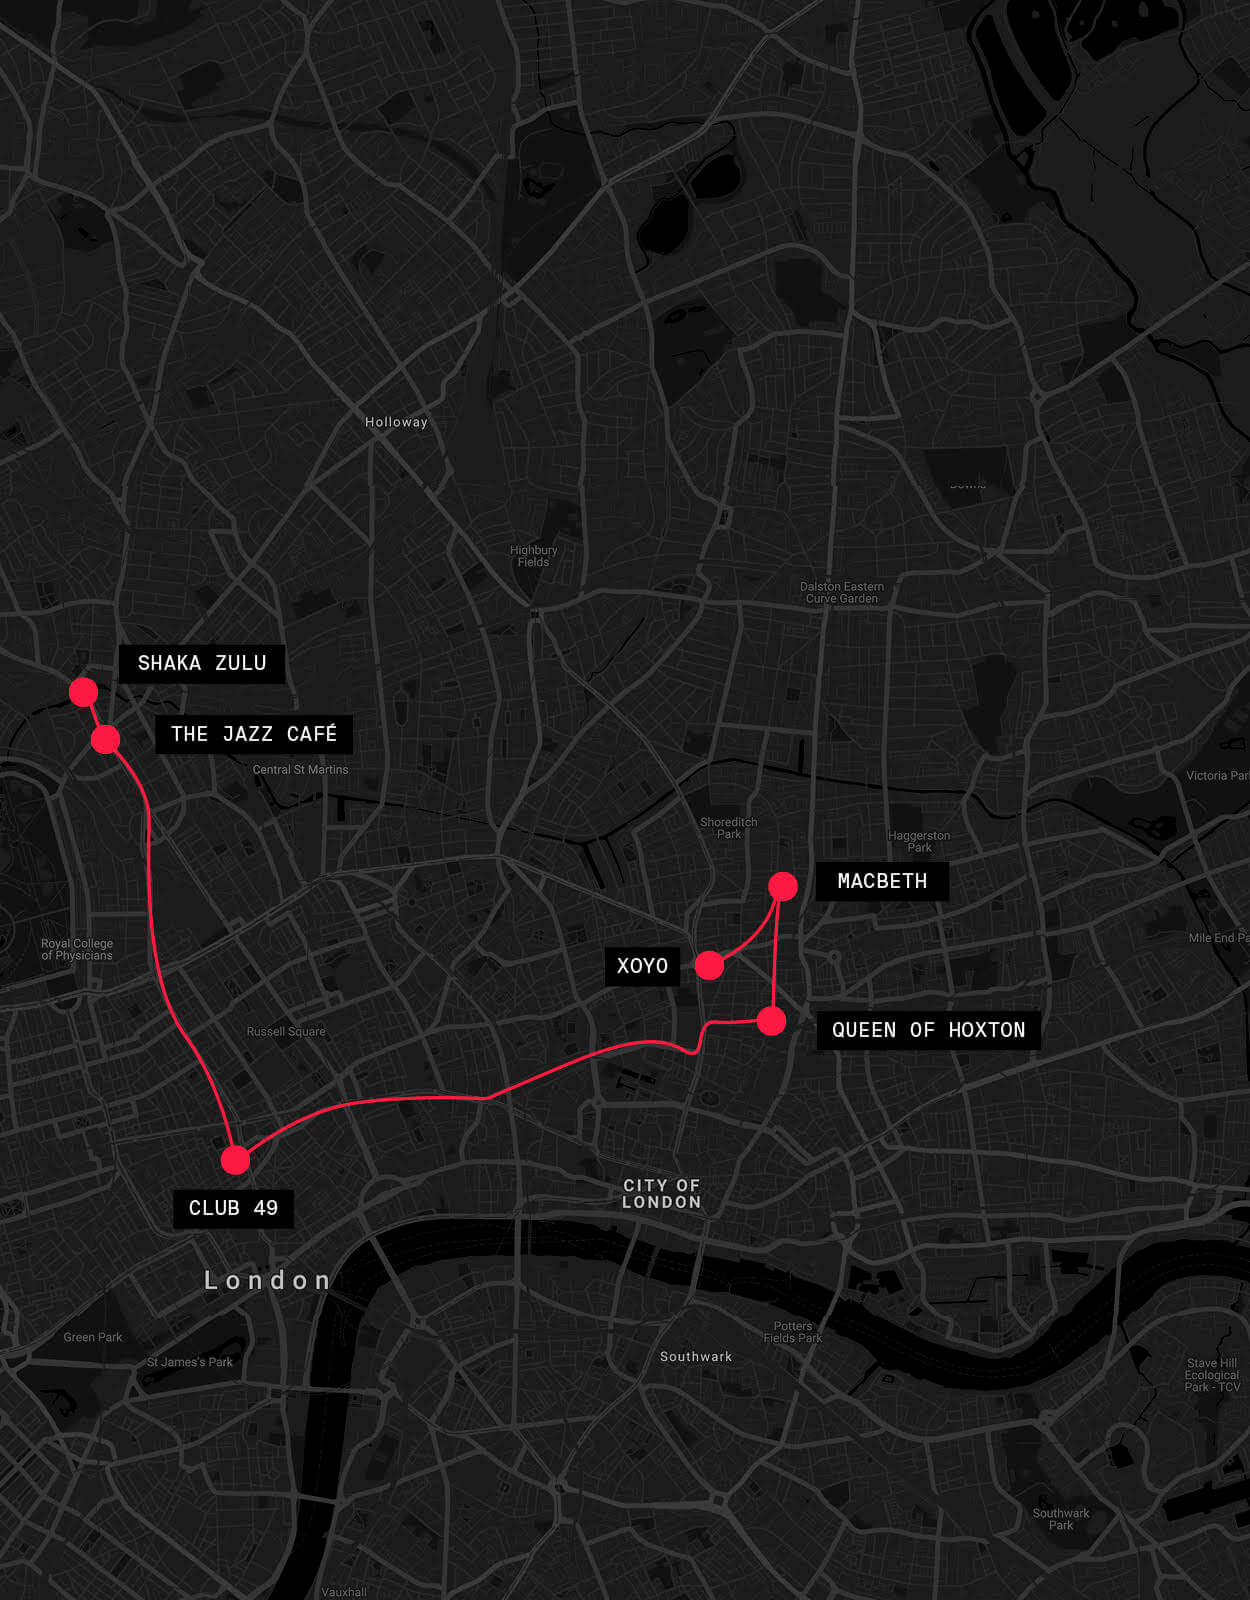 Holloway
Highbury
Fields
Dalston Eastern
Curve Garden
SHAKA ZULU
THE JAZZ CAFÉ
Central St Martins
Victoria Par
Shoreditch
Park
Haggerston
Park
MACBETH
Royal College
of Physicians
Mile End Pa
XOYO
Russell Square
QUEEN OF HOXTON
CITY OF
LONDON
CLUB 49
London
Green Park
St James's Park
Potters
Fields Park
Southwark
Stave Hill
Ecological
Park - TCV
Southwark
Park
Vauxhall